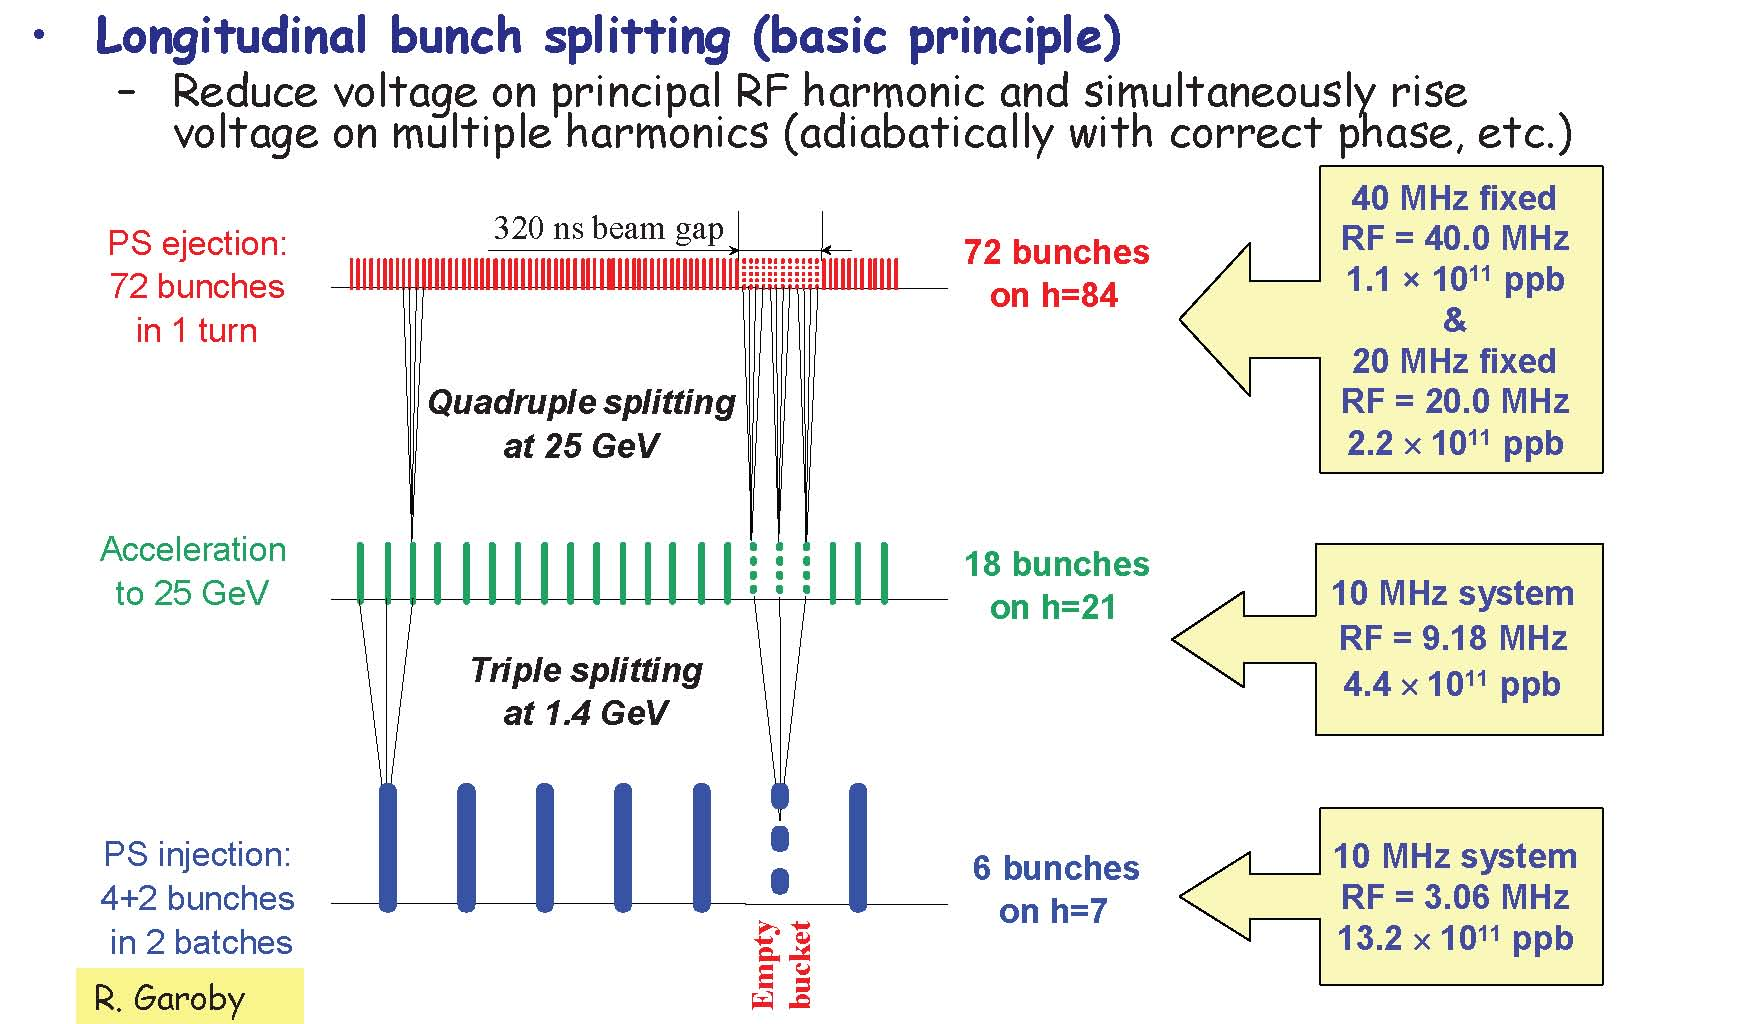 • Longitudinal bunch splitting (basic principle)
– Reduce voltage on principal RF harmonic and simultaneously rise
voltage on multiple harmonics (adiabatically with correct phase, etc.)
320 ns beam gap
PS ejection:
72 bunches
in 1 turn
72 bunches
on h=84
40 MHz fixed
RF = 40.0 MHz
1.1 × 10¹¹ ppb
&
20 MHz fixed
RF = 20.0 MHz
2.2 × 10¹¹ ppb
Quadruple splitting
at 25 GeV
Acceleration
to 25 GeV
18 bunches
on h=21
10 MHz system
RF = 9.18 MHz
4.4 × 10¹¹ ppb
Triple splitting
at 1.4 GeV
PS injection:
4+2 bunches
in 2 batches
6 bunches
on h=7
10 MHz system
RF = 3.06 MHz
13.2 × 10¹¹ ppb
Empty
bucket
R. Garoby